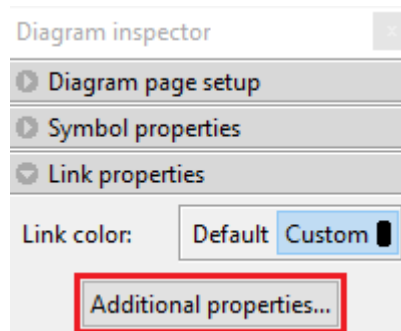 Diagram inspector
Diagram page setup
Symbol properties
Link properties
Link color: Default Custom
Additional properties...